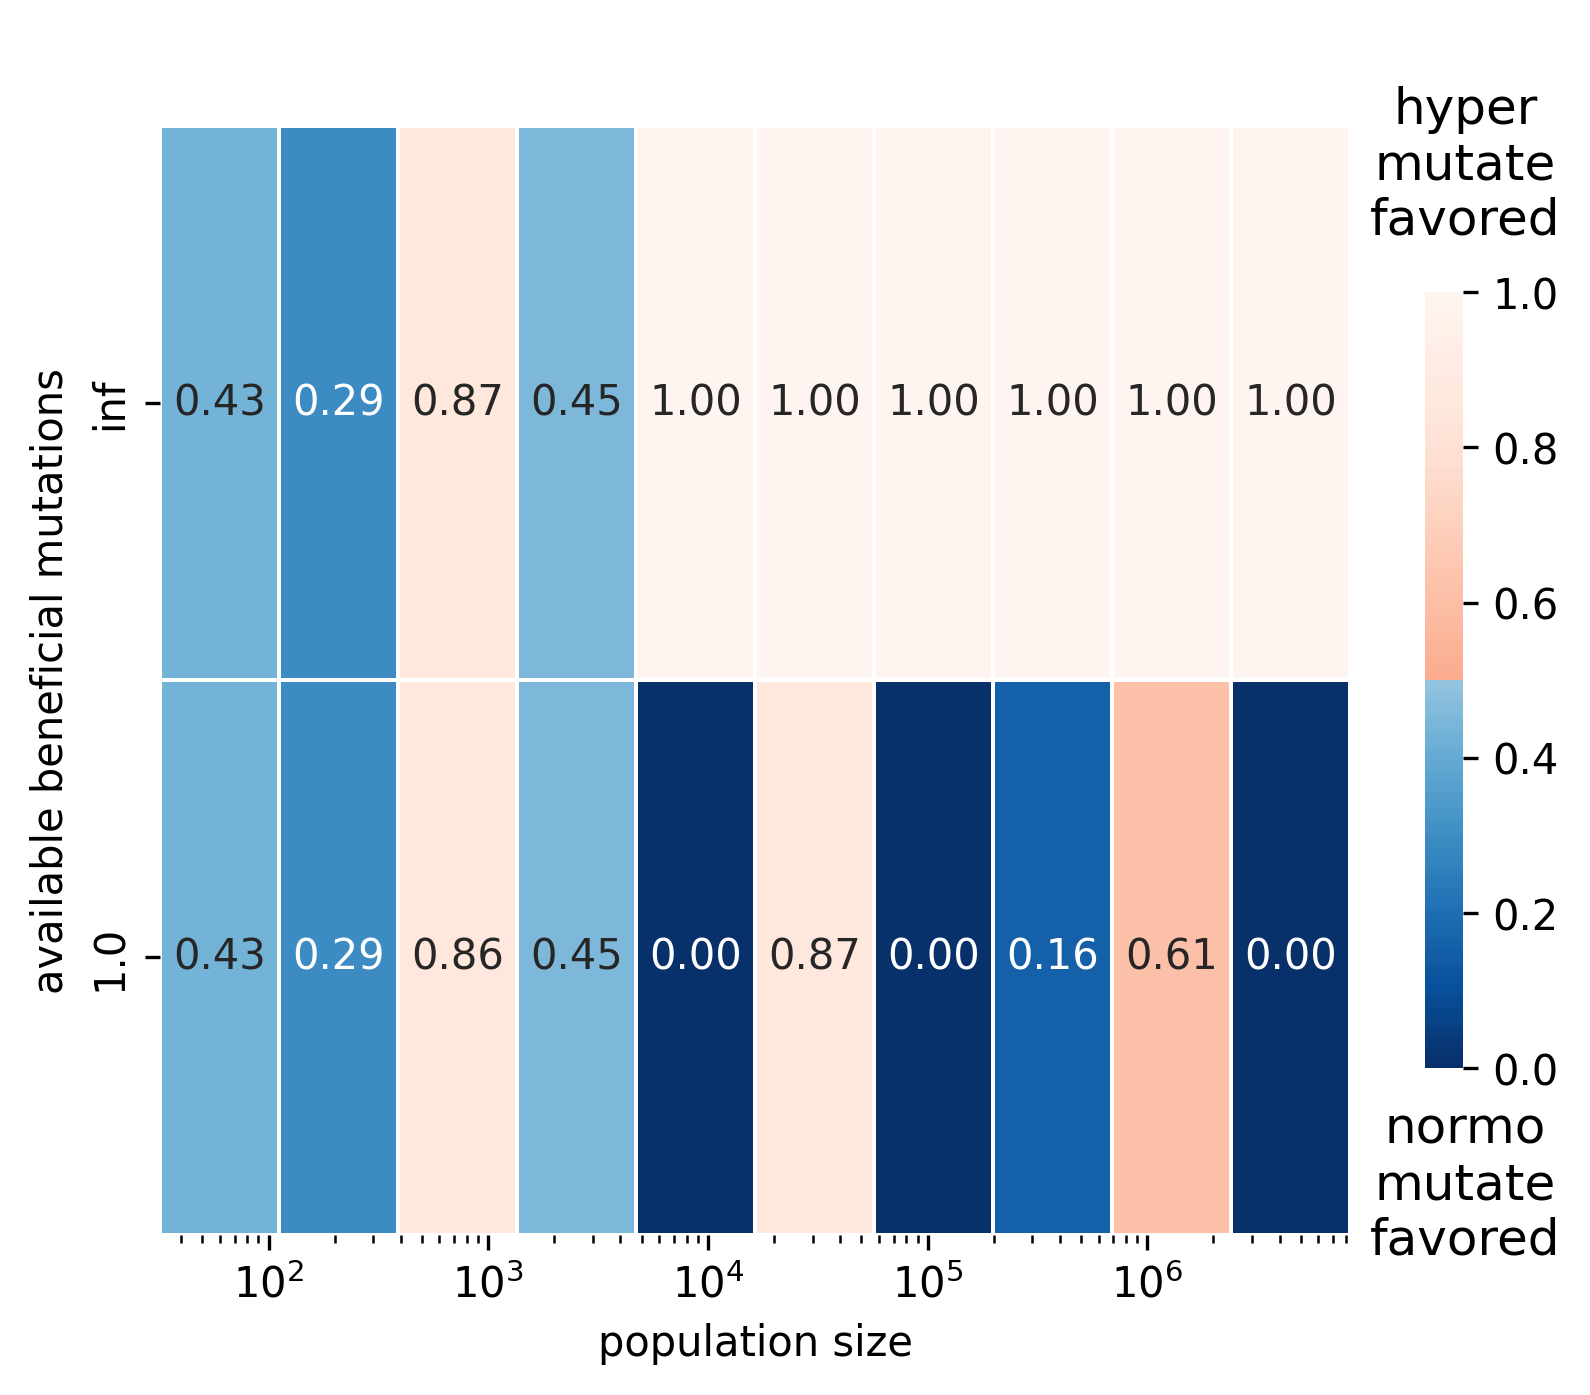 hyper
mutate
favored
available beneficial mutations
inf
0.43 0.29 0.87 0.45 1.00 1.00 1.00 1.00 1.00 1.00
1.0
0.43 0.29 0.86 0.45 0.00 0.87 0.00 0.16 0.61 0.00
1.0
0.8
0.6
0.4
0.2
0.0
normo
mutate
favored
10² 10³ 10⁴ 10⁵ 10⁶
population size